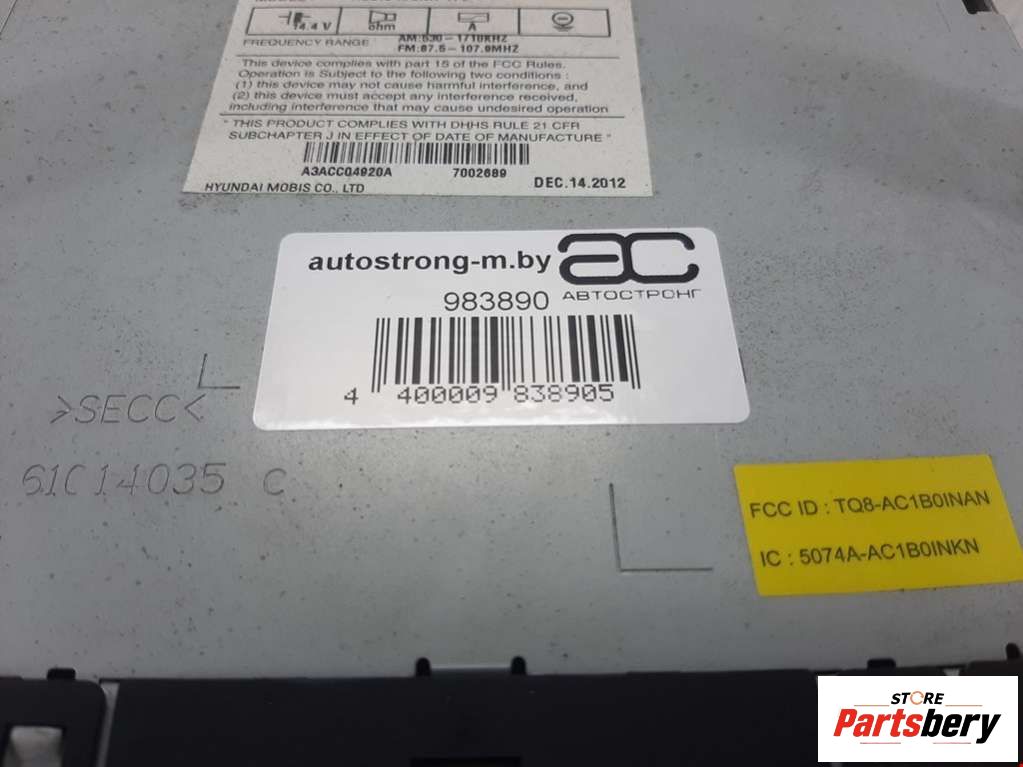 14.4 V ohm A
FREQUENCY RANGE AM:530- 1710KHZ
FM:87.5- 107.9MHZ
This device complies with part 15 of the FCC Rules.
Operation is Subject to the following two conditions :
(1) this device may not cause harmful interference, and
(2) this device must accept any interference received,
including interference that may cause undesired operation
" THIS PRODUCT COMPLIES WITH DHHS RULE 21 CFR
SUBCHAPTER J IN EFFECT OF DATE OF MANUFACTURE "
A3ACC04920A 7002689
HYUNDAI MOBIS CO., LTD DEC.14.2012
autostrong-m.by
АВТОСТРОНГ
983890
4 400009 838905
>SECC<
61C14035 C
FCC ID : TQ8-AC1B0INAN
IC : 5074A-AC1B0INKN
STORE
Partsbery